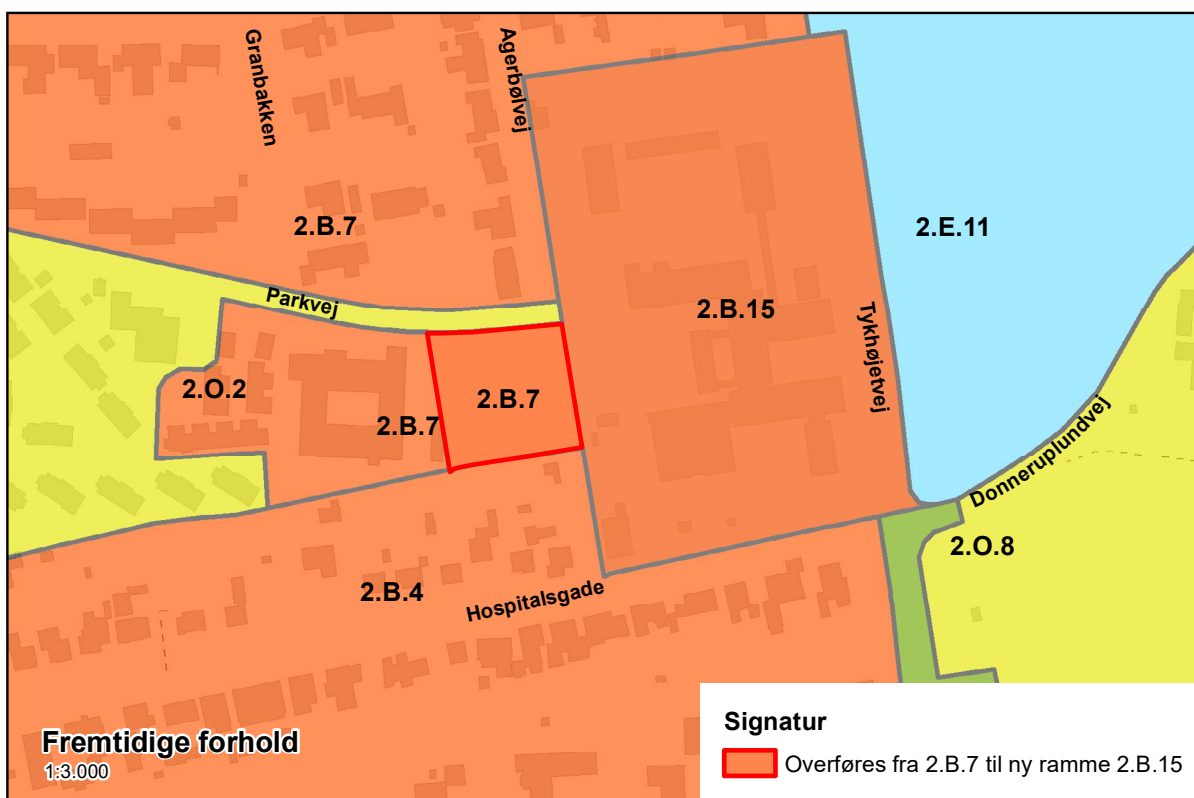 Granbakken
Agerbølvej
2.B.7
2.E.11
Parkvej
2.B.15
Tykhøjetvej
2.O.2
2.B.7
2.B.7
Donneruplundvej
2.O.8
2.B.4
Hospitalsgade
Fremtidige forhold
1:3.000
Signatur
Overføres fra 2.B.7 til ny ramme 2.B.15